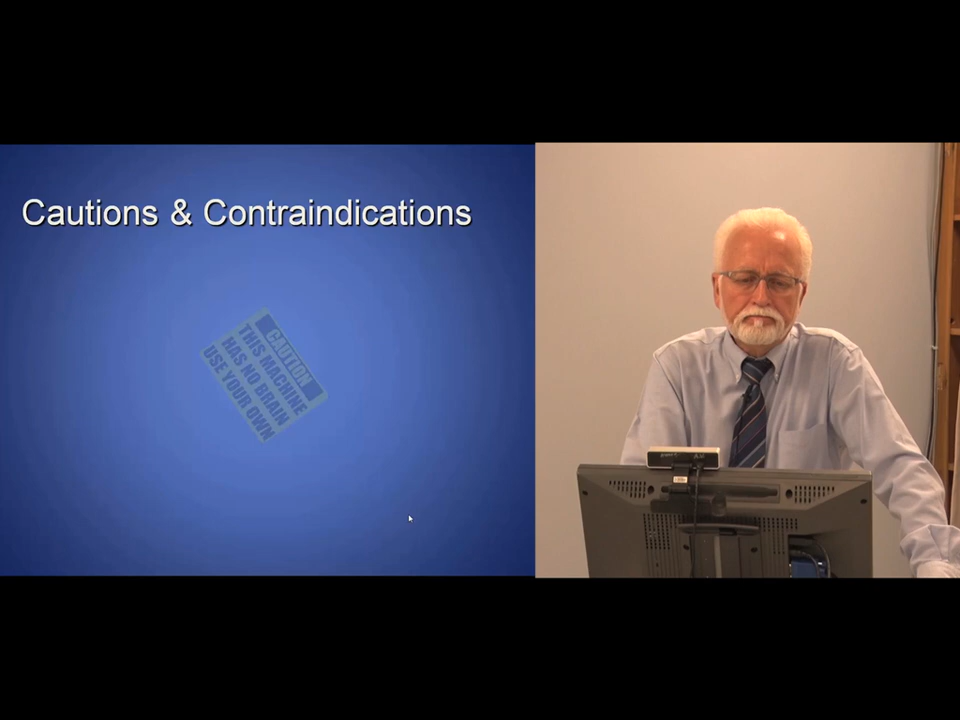 Cautions & Contraindications
CAUTION
THIS MACHINE
HAS NO BRAIN
USE YOUR OWN